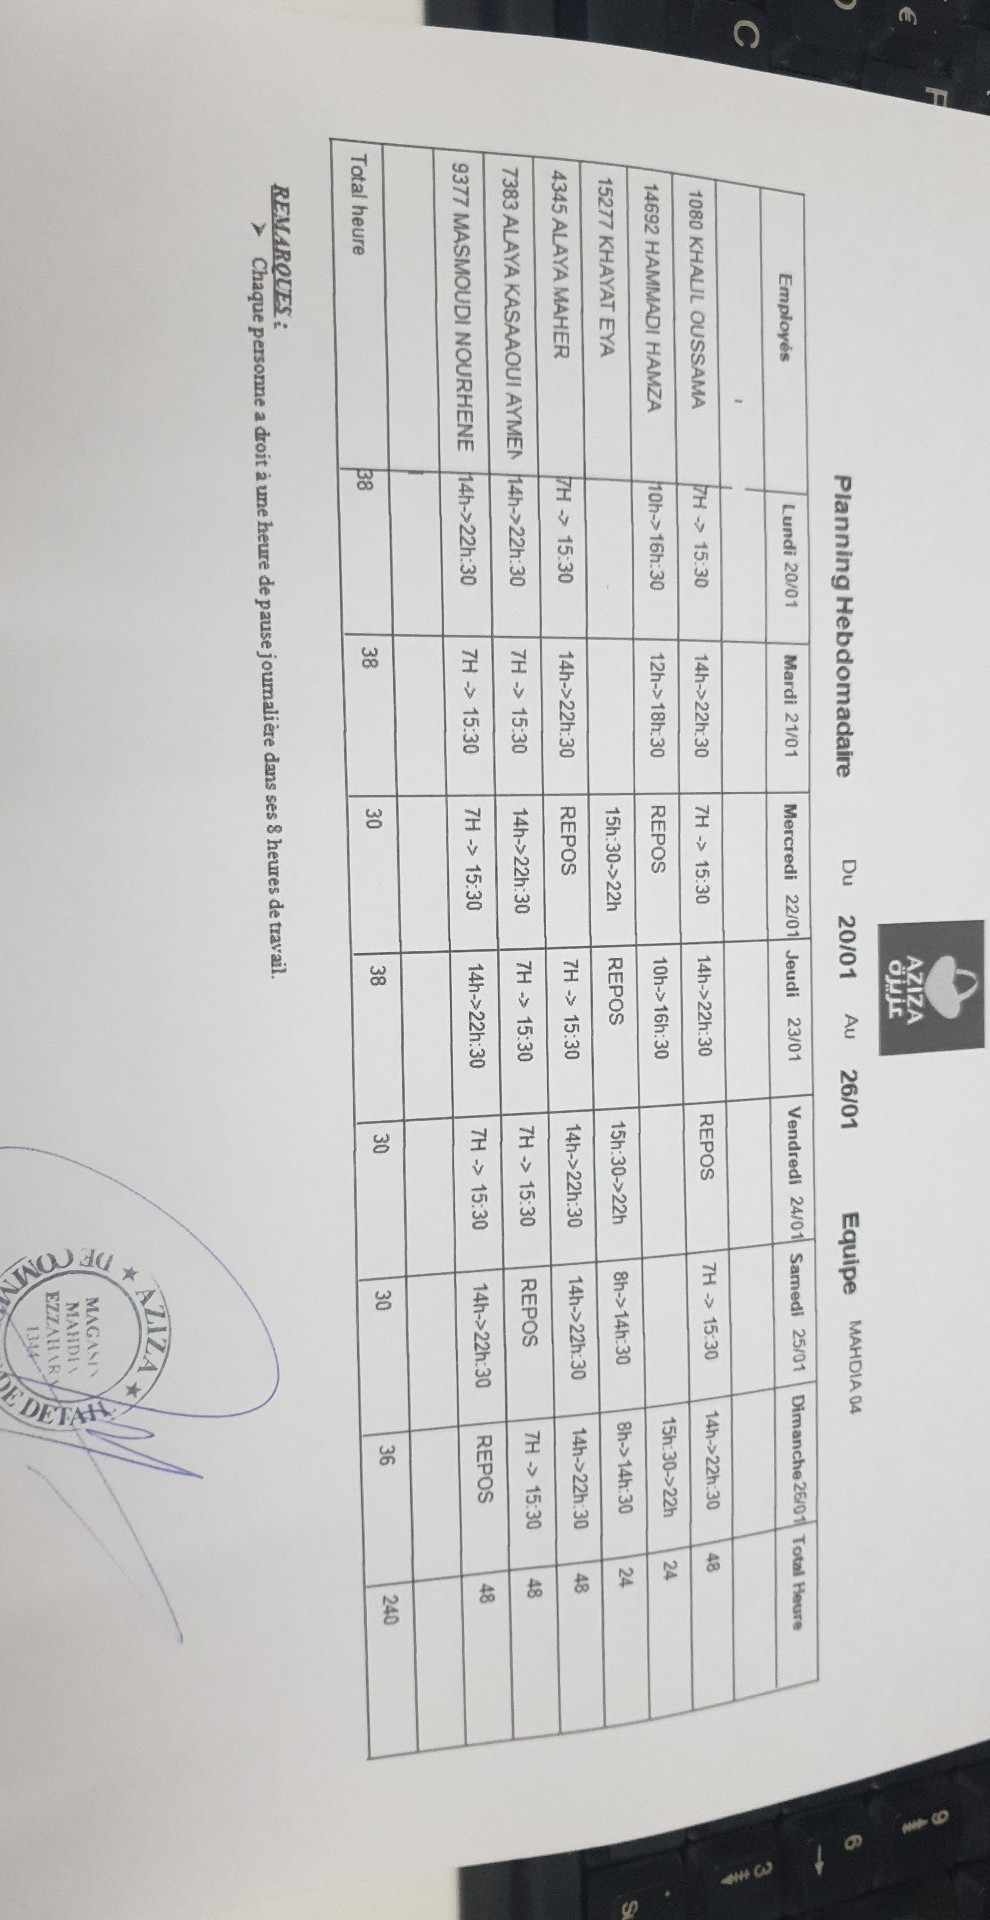 AZIZA
عزيزة
Planning Hebdomadaire Du 20/01 Au 26/01 Equipe MAHDIA 04
Employés Lundi 20/01 Mardi 21/01 Mercredi 22/01 Jeudi 23/01 Vendredi 24/01 Samedi 25/01 Dimanche 26/01 Total Heure
1080 KHALIL OUSSAMA 7H -> 15:30 14h->22h:30 7H -> 15:30 14h->22h:30 REPOS 7H -> 15:30 14h->22h:30 48
14692 HAMMADI HAMZA 10h->16h:30 12h->18h:30 REPOS 10h->16h:30 15h:30->22h 24
15277 KHAYAT EYA 15h:30->22h REPOS 15h:30->22h 8h->14h:30 8h->14h:30 24
4345 ALAYA MAHER 7H -> 15:30 14h->22h:30 REPOS 7H -> 15:30 14h->22h:30 14h->22h:30 14h->22h:30 48
7383 ALAYA KASAAOUI AYMEN 14h->22h:30 7H -> 15:30 14h->22h:30 7H -> 15:30 7H -> 15:30 REPOS 7H -> 15:30 48
9377 MASMOUDI NOURHENE 14h->22h:30 7H -> 15:30 7H -> 15:30 14h->22h:30 7H -> 15:30 14h->22h:30 REPOS 48
Total heure 38 38 30 38 30 30 36 240
REMARQUES :
➤ Chaque personne a droit à une heure de pause journalière dans ses 8 heures de travail.
★ AZIZA ★
MAGASIN
MAHDIA
EZZAHARA
DE DETAIL
€
F
C
9
6
3